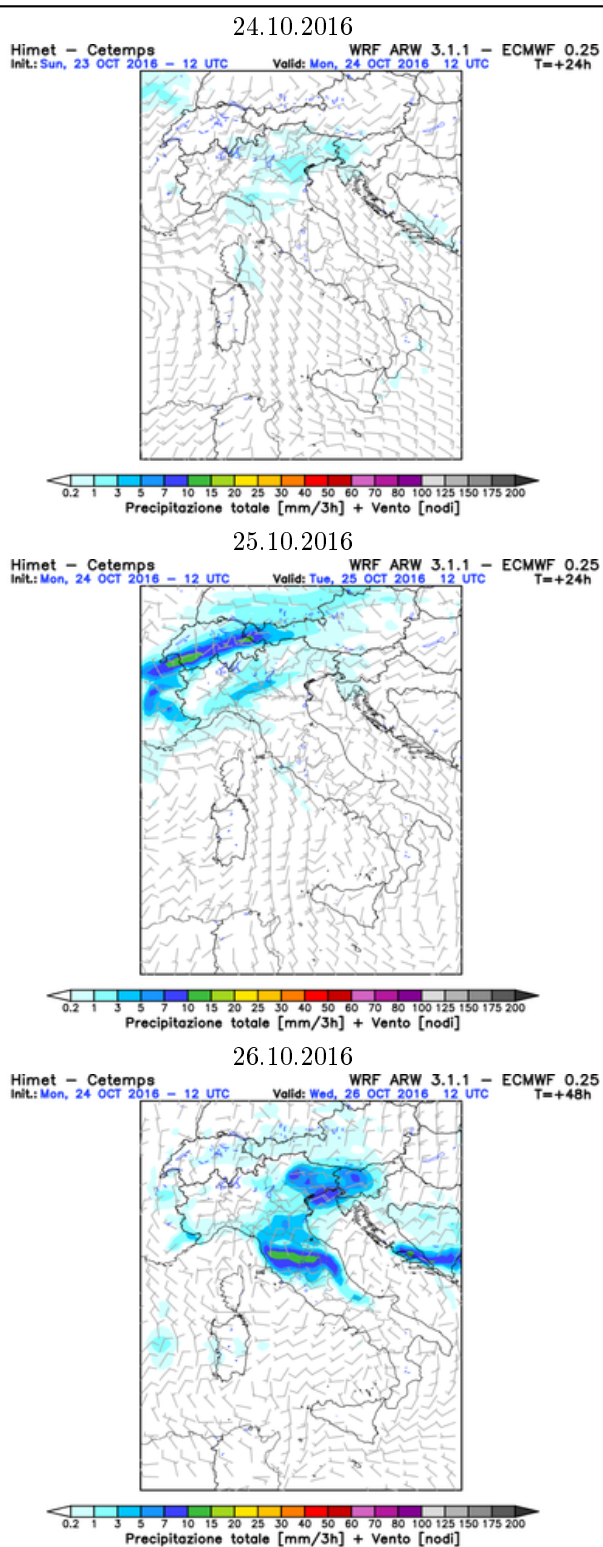 24.10.2016
Himet – Cetemps WRF ARW 3.1.1 – ECMWF 0.25
Init.: Sun, 23 OCT 2016 – 12 UTC Valid: Mon, 24 OCT 2016 12 UTC T=+24h
0.2 1 3 5 7 10 15 20 25 30 40 50 60 70 80 100 125 150 175 200
Precipitazione totale [mm/3h] + Vento [nodi]
25.10.2016
Himet – Cetemps WRF ARW 3.1.1 – ECMWF 0.25
Init.: Mon, 24 OCT 2016 – 12 UTC Valid: Tue, 25 OCT 2016 12 UTC T=+24h
0.2 1 3 5 7 10 15 20 25 30 40 50 60 70 80 100 125 150 175 200
Precipitazione totale [mm/3h] + Vento [nodi]
26.10.2016
Himet – Cetemps WRF ARW 3.1.1 – ECMWF 0.25
Init.: Mon, 24 OCT 2016 – 12 UTC Valid: Wed, 26 OCT 2016 12 UTC T=+48h
0.2 1 3 5 7 10 15 20 25 30 40 50 60 70 80 100 125 150 175 200
Precipitazione totale [mm/3h] + Vento [nodi]